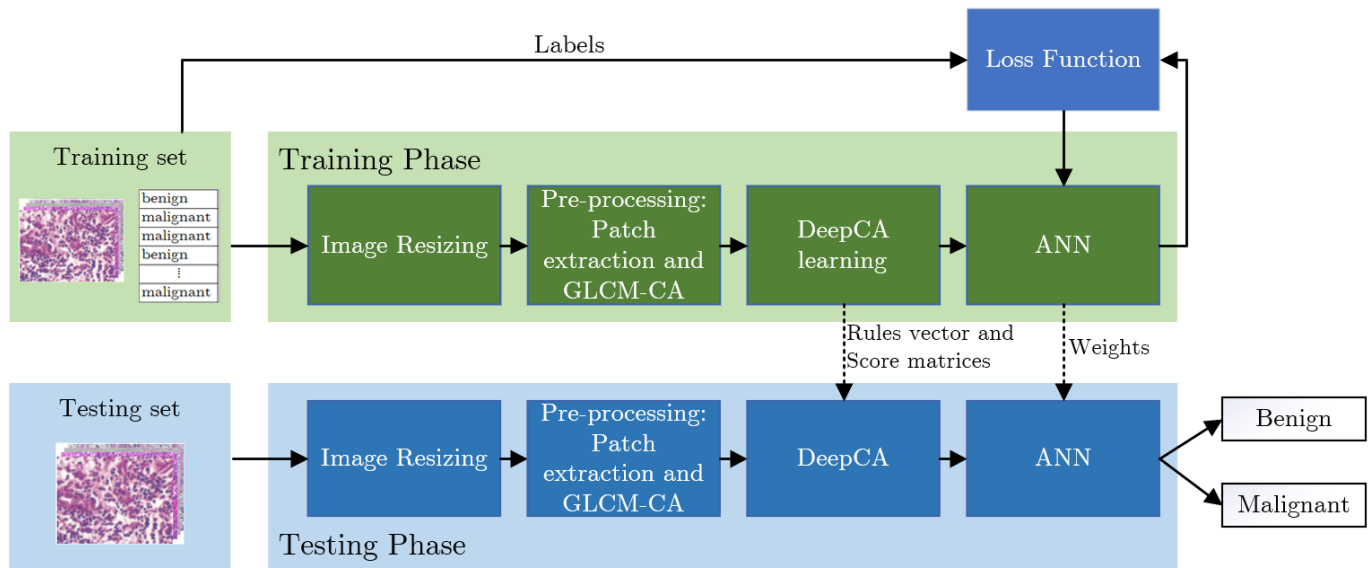 Labels
Loss Function
Training set
benign
malignant
malignant
benign
⋮
malignant
Training Phase
Image Resizing
Pre-processing:
Patch
extraction and
GLCM-CA
DeepCA
learning
ANN
Rules vector and
Score matrices
Weights
Testing set
Image Resizing
Pre-processing:
Patch
extraction and
GLCM-CA
DeepCA
ANN
Testing Phase
Benign
Malignant